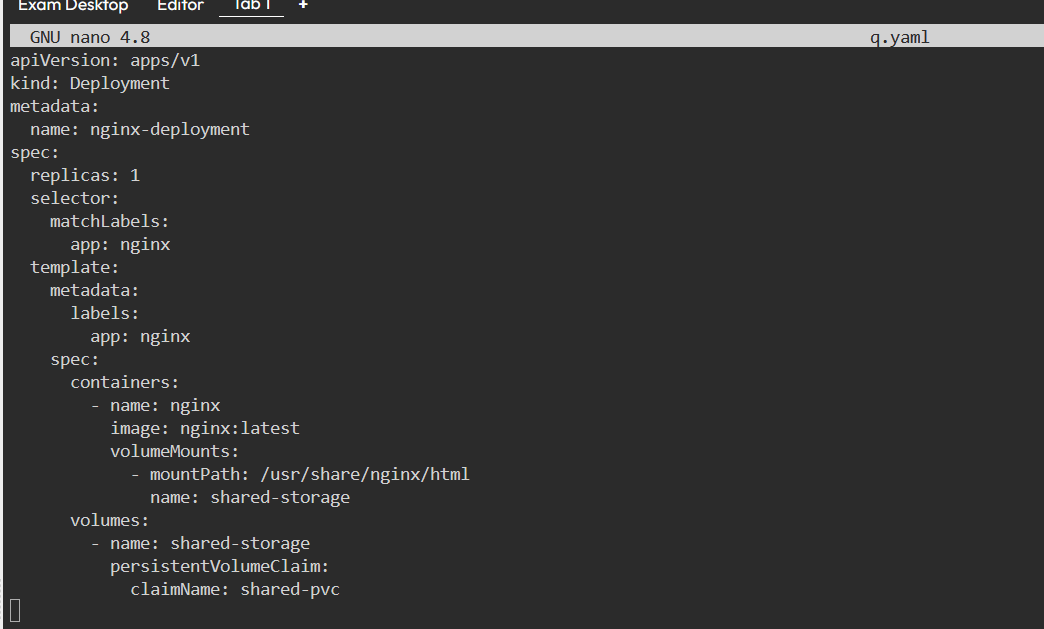 Exam Desktop Editor Tab 1 +
GNU nano 4.8 q.yaml
apiVersion: apps/v1
kind: Deployment
metadata:
  name: nginx-deployment
spec:
  replicas: 1
  selector:
    matchLabels:
      app: nginx
  template:
    metadata:
      labels:
        app: nginx
    spec:
      containers:
        - name: nginx
          image: nginx:latest
          volumeMounts:
            - mountPath: /usr/share/nginx/html
              name: shared-storage
      volumes:
        - name: shared-storage
          persistentVolumeClaim:
            claimName: shared-pvc